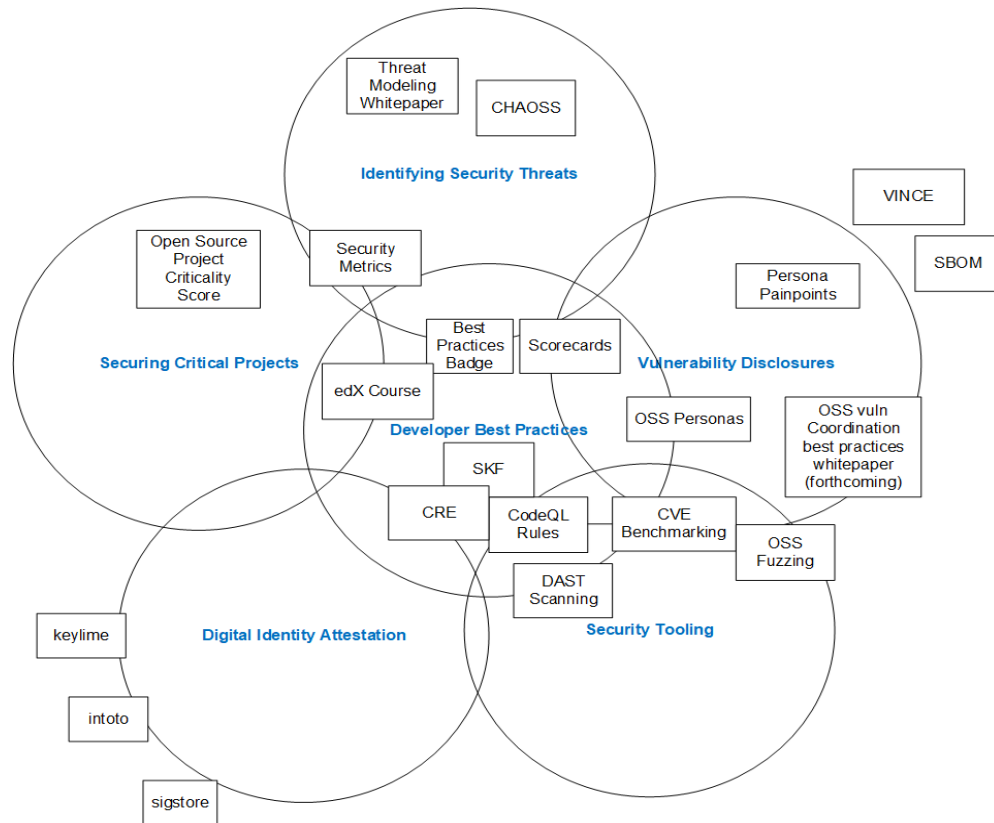 Threat
Modeling
Whitepaper
CHAOSS
Identifying Security Threats
VINCE
SBOM
Open Source
Project
Criticality
Score
Security
Metrics
Persona
Painpoints
Best
Practices
Badge
Scorecards
Securing Critical Projects
Vulnerability Disclosures
edX Course
OSS Personas
OSS vuln
Coordination
best practices
whitepaper
(forthcoming)
Developer Best Practices
SKF
CRE
CodeQL
Rules
CVE
Benchmarking
OSS
Fuzzing
DAST
Scanning
keylime
Digital Identity Attestation
Security Tooling
intoto
sigstore